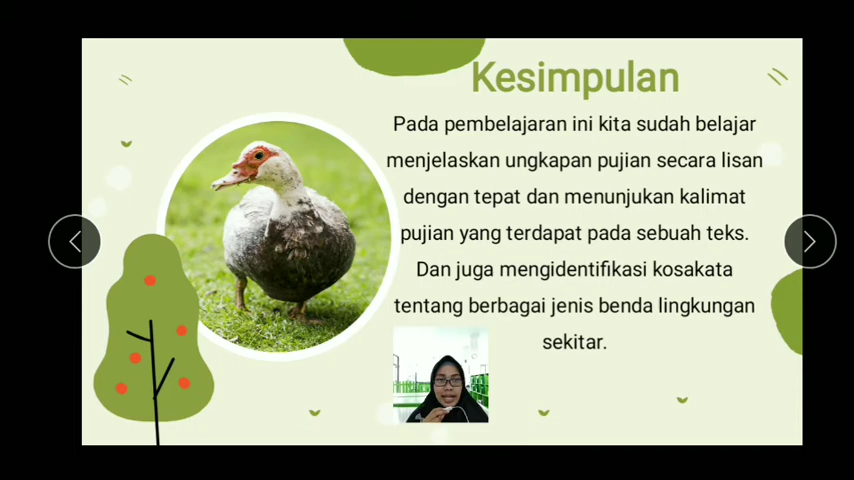 Kesimpulan
Pada pembelajaran ini kita sudah belajar
menjelaskan ungkapan pujian secara lisan
dengan tepat dan menunjukan kalimat
pujian yang terdapat pada sebuah teks.
Dan juga mengidentifikasi kosakata
tentang berbagai jenis benda lingkungan
sekitar.